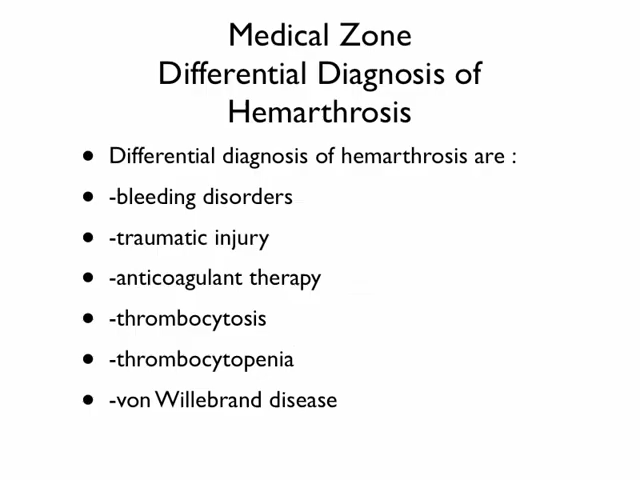 Medical Zone
Differential Diagnosis of
Hemarthrosis
• Differential diagnosis of hemarthrosis are :
• -bleeding disorders
• -traumatic injury
• -anticoagulant therapy
• -thrombocytosis
• -thrombocytopenia
• -von Willebrand disease